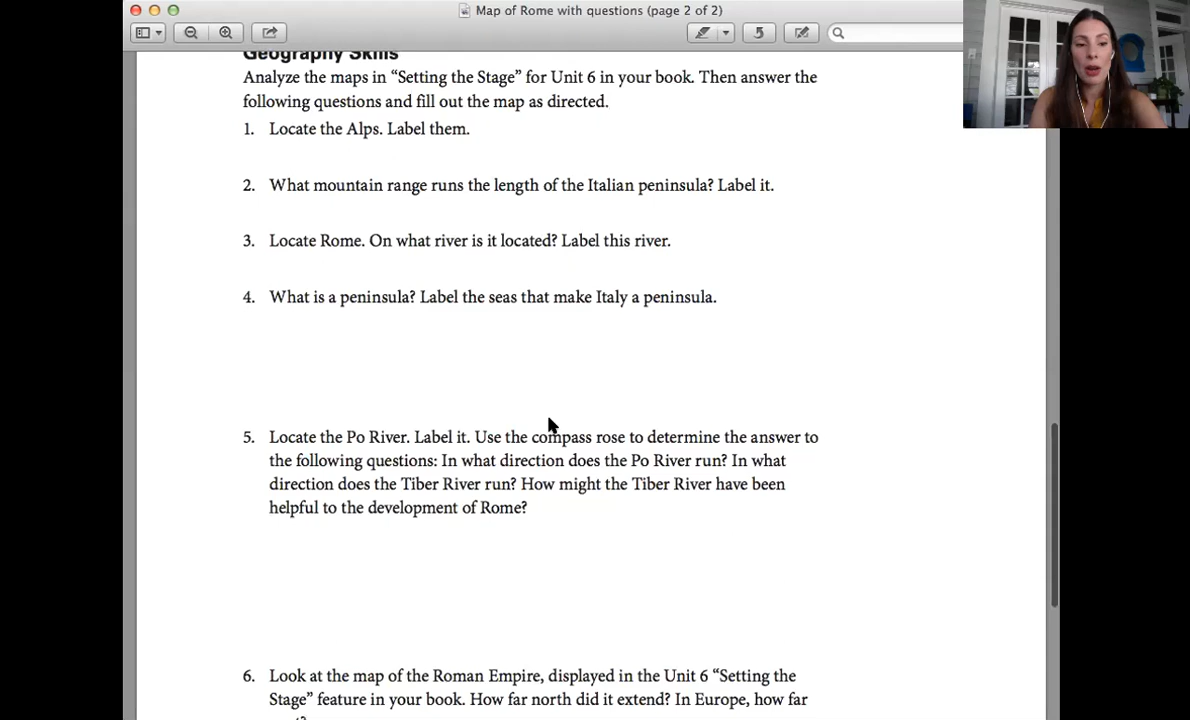 Map of Rome with questions (page 2 of 2)
Geography Skills
Analyze the maps in “Setting the Stage” for Unit 6 in your book. Then answer the
following questions and fill out the map as directed.
1. Locate the Alps. Label them.
2. What mountain range runs the length of the Italian peninsula? Label it.
3. Locate Rome. On what river is it located? Label this river.
4. What is a peninsula? Label the seas that make Italy a peninsula.
5. Locate the Po River. Label it. Use the compass rose to determine the answer to
the following questions: In what direction does the Po River run? In what
direction does the Tiber River run? How might the Tiber River have been
helpful to the development of Rome?
6. Look at the map of the Roman Empire, displayed in the Unit 6 “Setting the
Stage” feature in your book. How far north did it extend? In Europe, how far